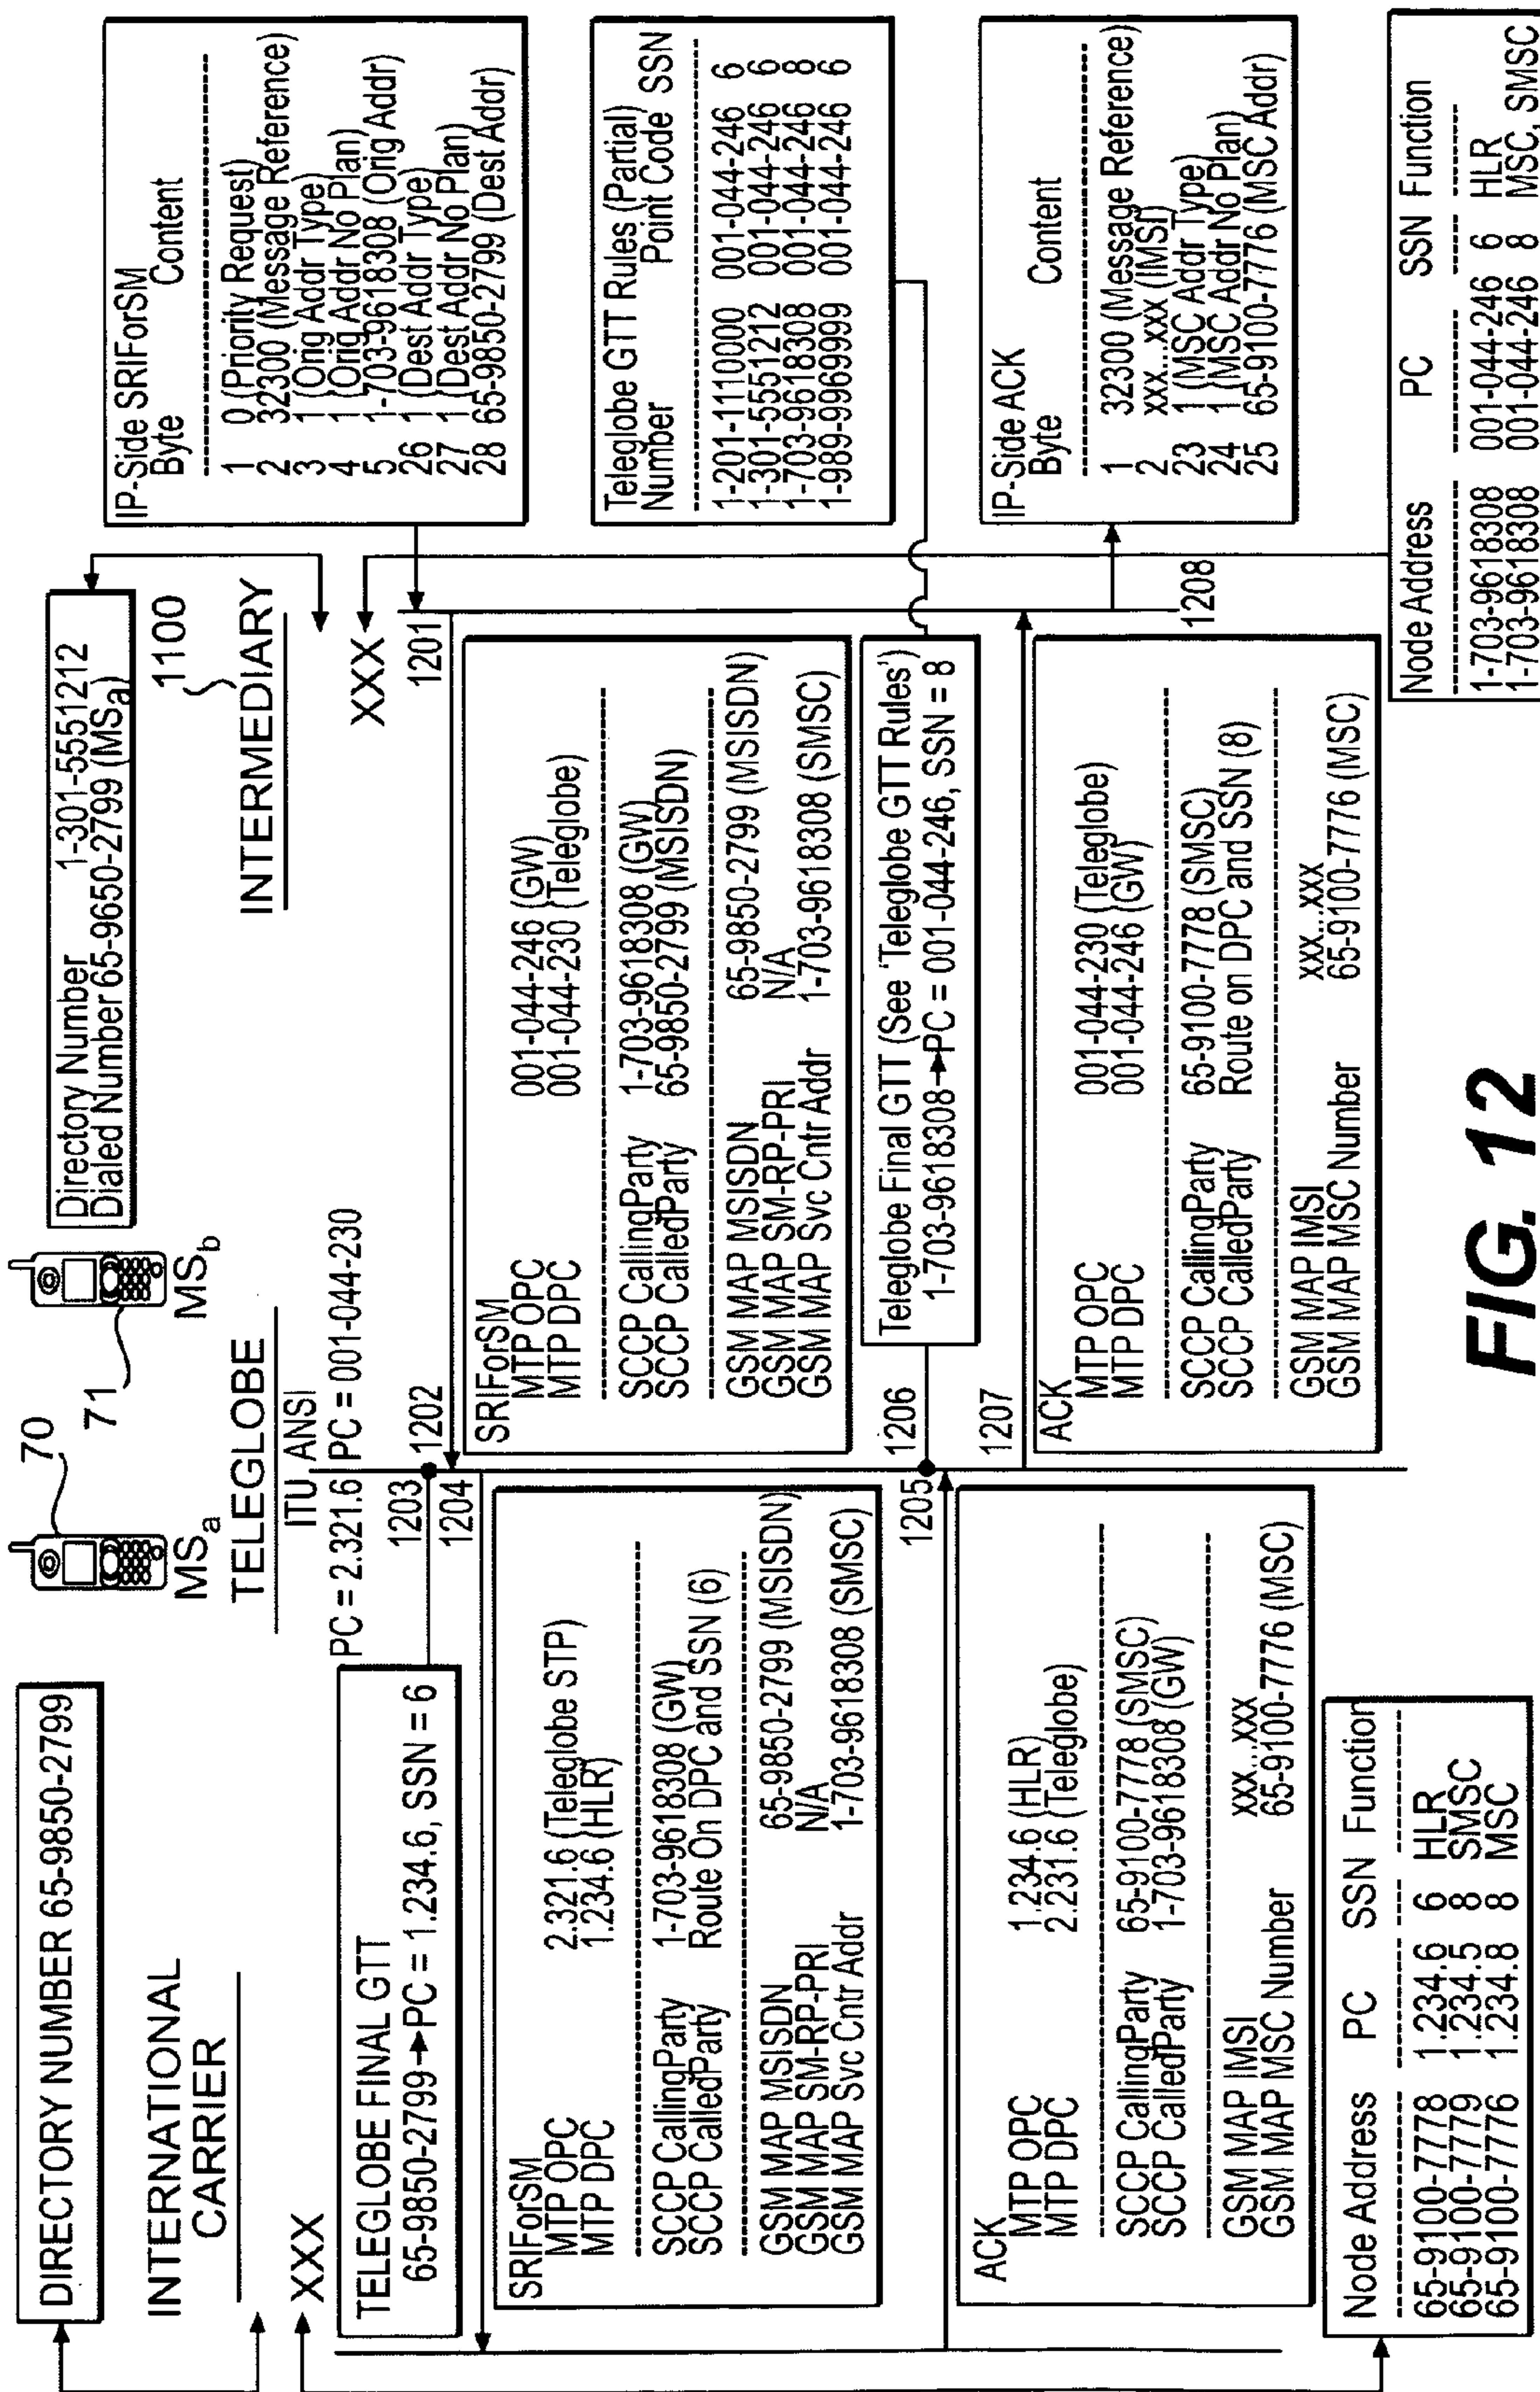 DIRECTORY NUMBER 65-9850-2799
70
71
MSa
MSb
Directory Number 1-301-5551212
Dialed Number 65-9650-2799 (MSa)
INTERNATIONAL
CARRIER
TELEGLOBE
ITU ANSI
PC = 2.321.6 PC = 001-044-230
1100
INTERMEDIARY
XXX
XXX
IP-Side SRIForSM
Byte Content
1 0 (Priority Request)
2 32300 (Message Reference)
3 1 (Orig Addr Type)
4 1 (Orig Addr No Plan)
5 1-703-9618308 (Orig Addr)
26 1 (Dest Addr Type)
27 1 (Dest Addr No Plan)
28 65-9850-2799 (Dest Addr)
TELEGLOBE FINAL GTT
65-9850-2799 → PC = 1.234.6, SSN = 6
1203
1202
1204
1201
SRIForSM
MTP OPC 2.321.6 (Teleglobe STP)
MTP DPC 1.234.6 (HLR)
SCCP CallingParty 1-703-9618308 (GW)
SCCP CalledParty Route On DPC and SSN (6)
GSM MAP MSISDN 65-9850-2799 (MSISDN)
GSM MAP SM-RP-PRI N/A
GSM MAP Svc Cntr Addr 1-703-9618308 (SMSC)
SRIForSM
MTP OPC 001-044-246 (GW)
MTP DPC 001-044-230 (Teleglobe)
SCCP CallingParty 1-703-9618308 (GW)
SCCP CalledParty 65-9850-2799 (MSISDN)
GSM MAP MSISDN 65-9850-2799 (MSISDN)
GSM MAP SM-RP-PRI N/A
GSM MAP Svc Cntr Addr 1-703-9618308 (SMSC)
Teleglobe GTT Rules (Partial)
Number Point Code SSN
1-201-1110000 001-044-246 6
1-301-5551212 001-044-246 6
1-703-9618308 001-044-246 8
1-989-9969999 001-044-246 6
1206
1205
Teleglobe Final GTT (See 'Teleglobe GTT Rules')
1-703-9618308 → PC = 001-044-246, SSN = 8
1207
1208
ACK
MTP OPC 1.234.6 (HLR)
MTP DPC 2.231.6 (Teleglobe)
SCCP CallingParty 65-9100-7778 (SMSC)
SCCP CalledParty 1-703-9618308 (GW)
GSM MAP IMSI xxx...xxx
GSM MAP MSC Number 65-9100-7776 (MSC)
ACK
MTP OPC 001-044-230 (Teleglobe)
MTP DPC 001-044-246 (GW)
SCCP CallingParty 65-9100-7778 (SMSC)
SCCP CalledParty Route on DPC and SSN (8)
GSM MAP IMSI xxx...xxx
GSM MAP MSC Number 65-9100-7776 (MSC)
IP-Side ACK
Byte Content
1 32300 (Message Reference)
2 xxx...xxx (IMSI)
23 1 (MSC Addr Type)
24 1 (MSC Addr No Plan)
25 65-9100-7776 (MSC Addr)
Node Address PC SSN Function
65-9100-7778 1.234.6 6 HLR
65-9100-7779 1.234.5 8 SMSC
65-9100-7776 1.234.8 8 MSC
Node Address PC SSN Function
1-703-9618308 001-044-246 6 HLR
1-703-9618308 001-044-246 8 MSC, SMSC
FIG. 12